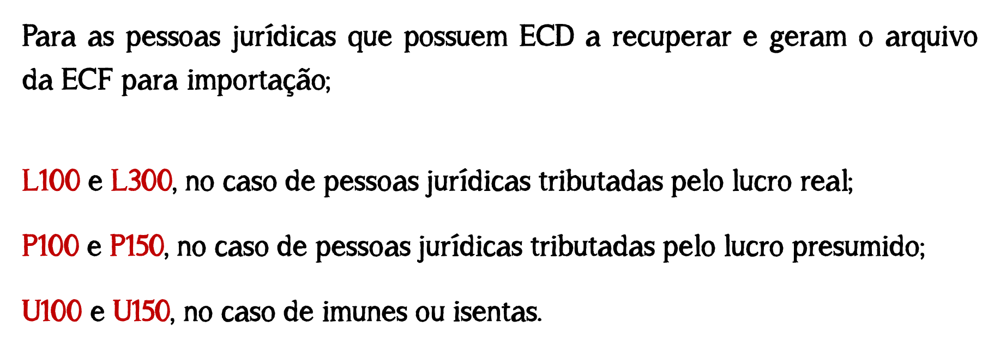 Para as pessoas jurídicas que possuem ECD a recuperar e geram o arquivo
da ECF para importação;
L100 e L300, no caso de pessoas jurídicas tributadas pelo lucro real;
P100 e P150, no caso de pessoas jurídicas tributadas pelo lucro presumido;
U100 e U150, no caso de imunes ou isentas.